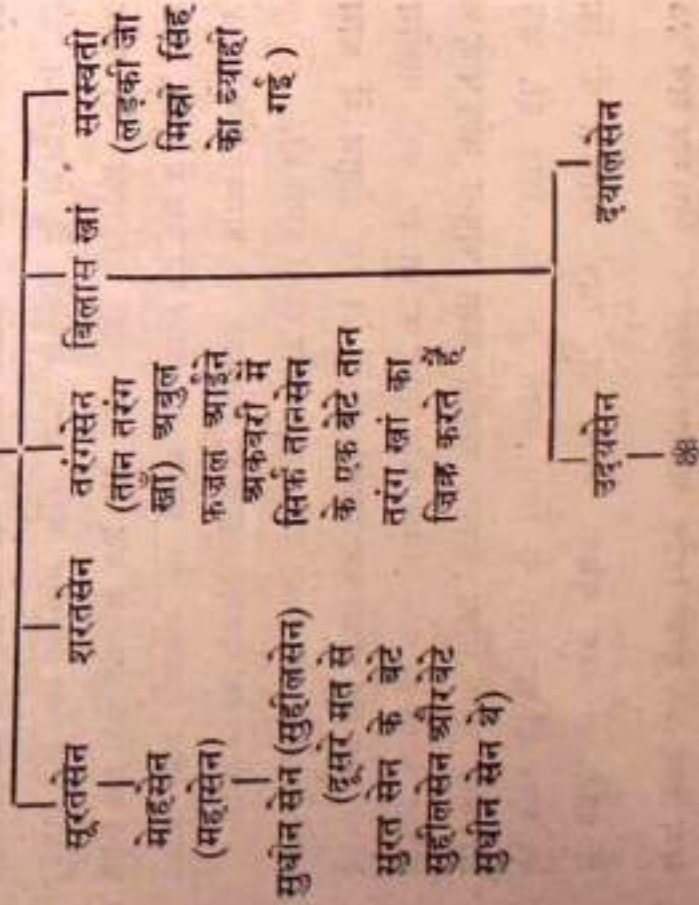 सूरतसेन
मोहसेन
(महासेन)
सुधीन सेन (सुहीलसेन)
(दूसरे मत से
सुरत सेन के बेटे
सुहीलसेन और बेटे
सुधीन सेन थे)
शरतसेन
तरंगसेन
(तान तरंग
खाँ) अबुल
फ़जल आईने
अकबरी में
सिर्फ तानसेन
के एक बेटे तान
तरंग खां का
जिक्र करते हैं
बिलास खां
सरस्वती
(लड़की जो
मिस्री सिंह
को ब्याही
गई )
उदयसेन
दयालसेन